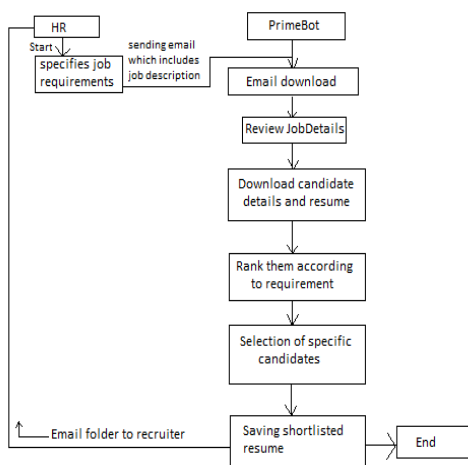 HR
PrimeBot
Start
sending email
which includes
job description
specifies job
requirements
Email download
Review JobDetails
Download candidate
details and resume
Rank them according
to requirement
Selection of specific
candidates
Email folder to recruiter
Saving shortlisted
resume
End